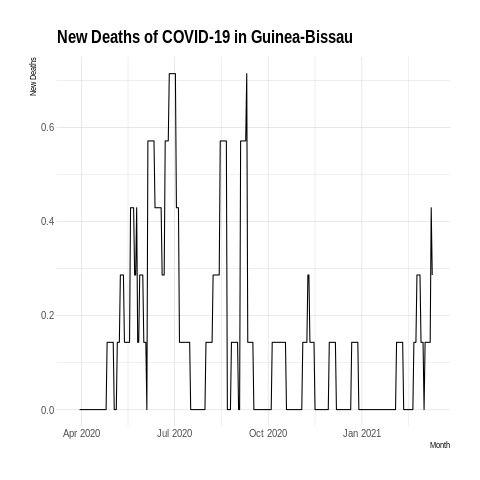 New Deaths of COVID-19 in Guinea-Bissau
New Deaths
0.6
0.4
0.2
0.0
Apr 2020 Jul 2020 Oct 2020 Jan 2021
Month